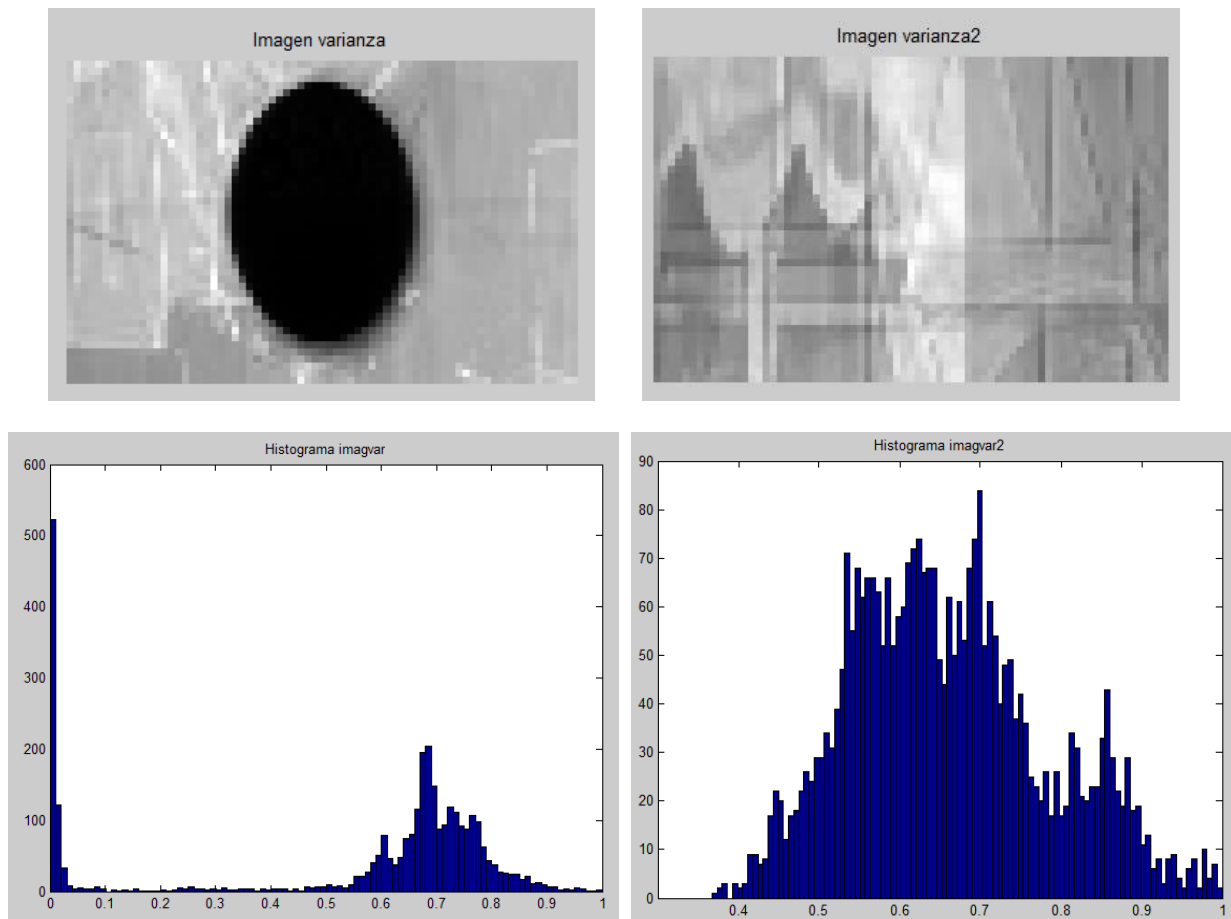 Imagen varianza
Imagen varianza2
Histograma imagvar
600
500
400
300
200
100
0
0 0.1 0.2 0.3 0.4 0.5 0.6 0.7 0.8 0.9 1
Histograma imagvar2
90
80
70
60
50
40
30
20
10
0
0.4 0.5 0.6 0.7 0.8 0.9 1